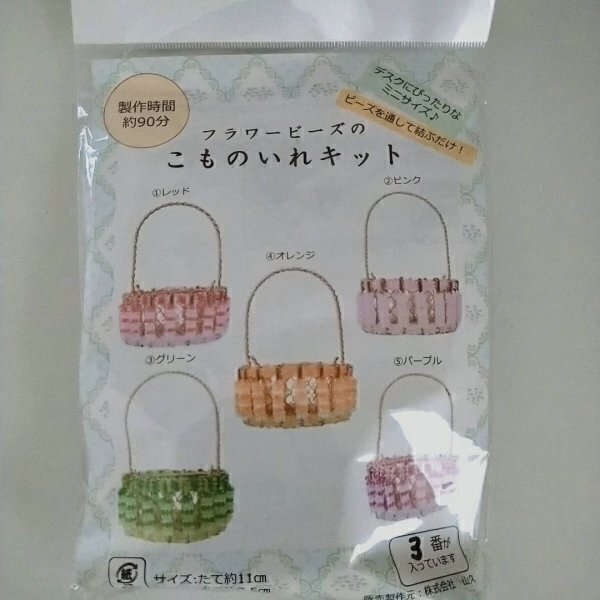 製作時間
約90分
デスクにぴったりな
ミニサイズ♪
ビーズを通して結ぶだけ!
フラワービーズの
こものいれキット
①レッド
②ピンク
④オレンジ
③グリーン
⑤パープル
3番が
入っています
紙
サイズ:たて約11㎝
販売製作元:株式会社 山久